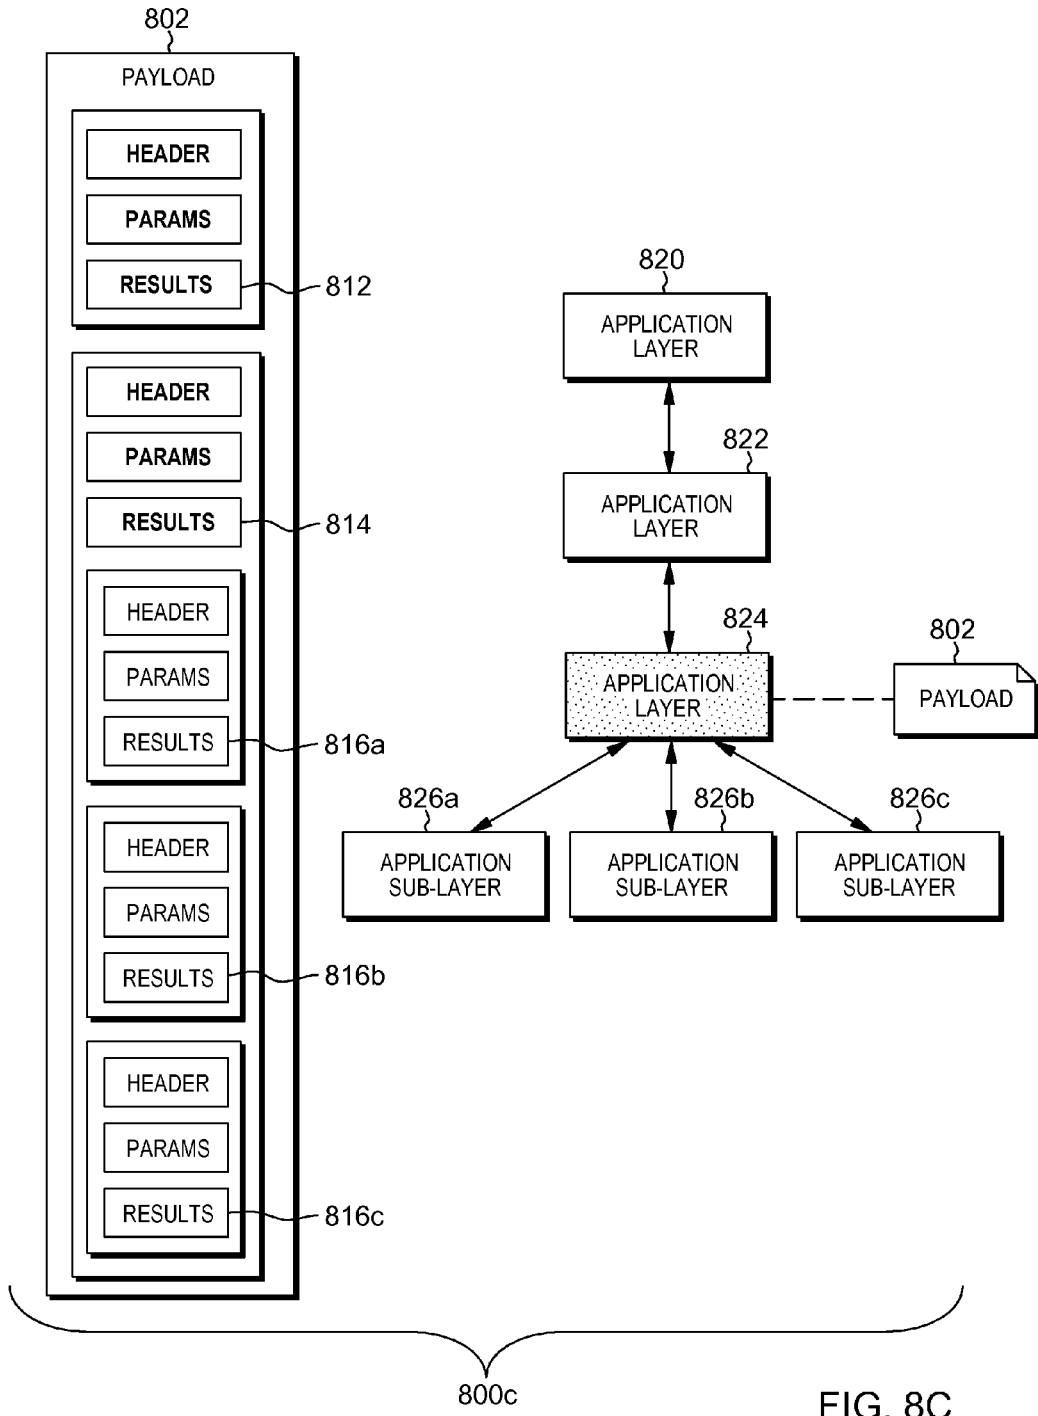 802
PAYLOAD
HEADER
PARAMS
RESULTS
812
HEADER
PARAMS
RESULTS
814
HEADER
PARAMS
RESULTS
816a
HEADER
PARAMS
RESULTS
816b
HEADER
PARAMS
RESULTS
816c
820
APPLICATION
LAYER
822
APPLICATION
LAYER
824
APPLICATION
LAYER
802
PAYLOAD
826a
APPLICATION
SUB-LAYER
826b
APPLICATION
SUB-LAYER
826c
APPLICATION
SUB-LAYER
800c
FIG. 8C